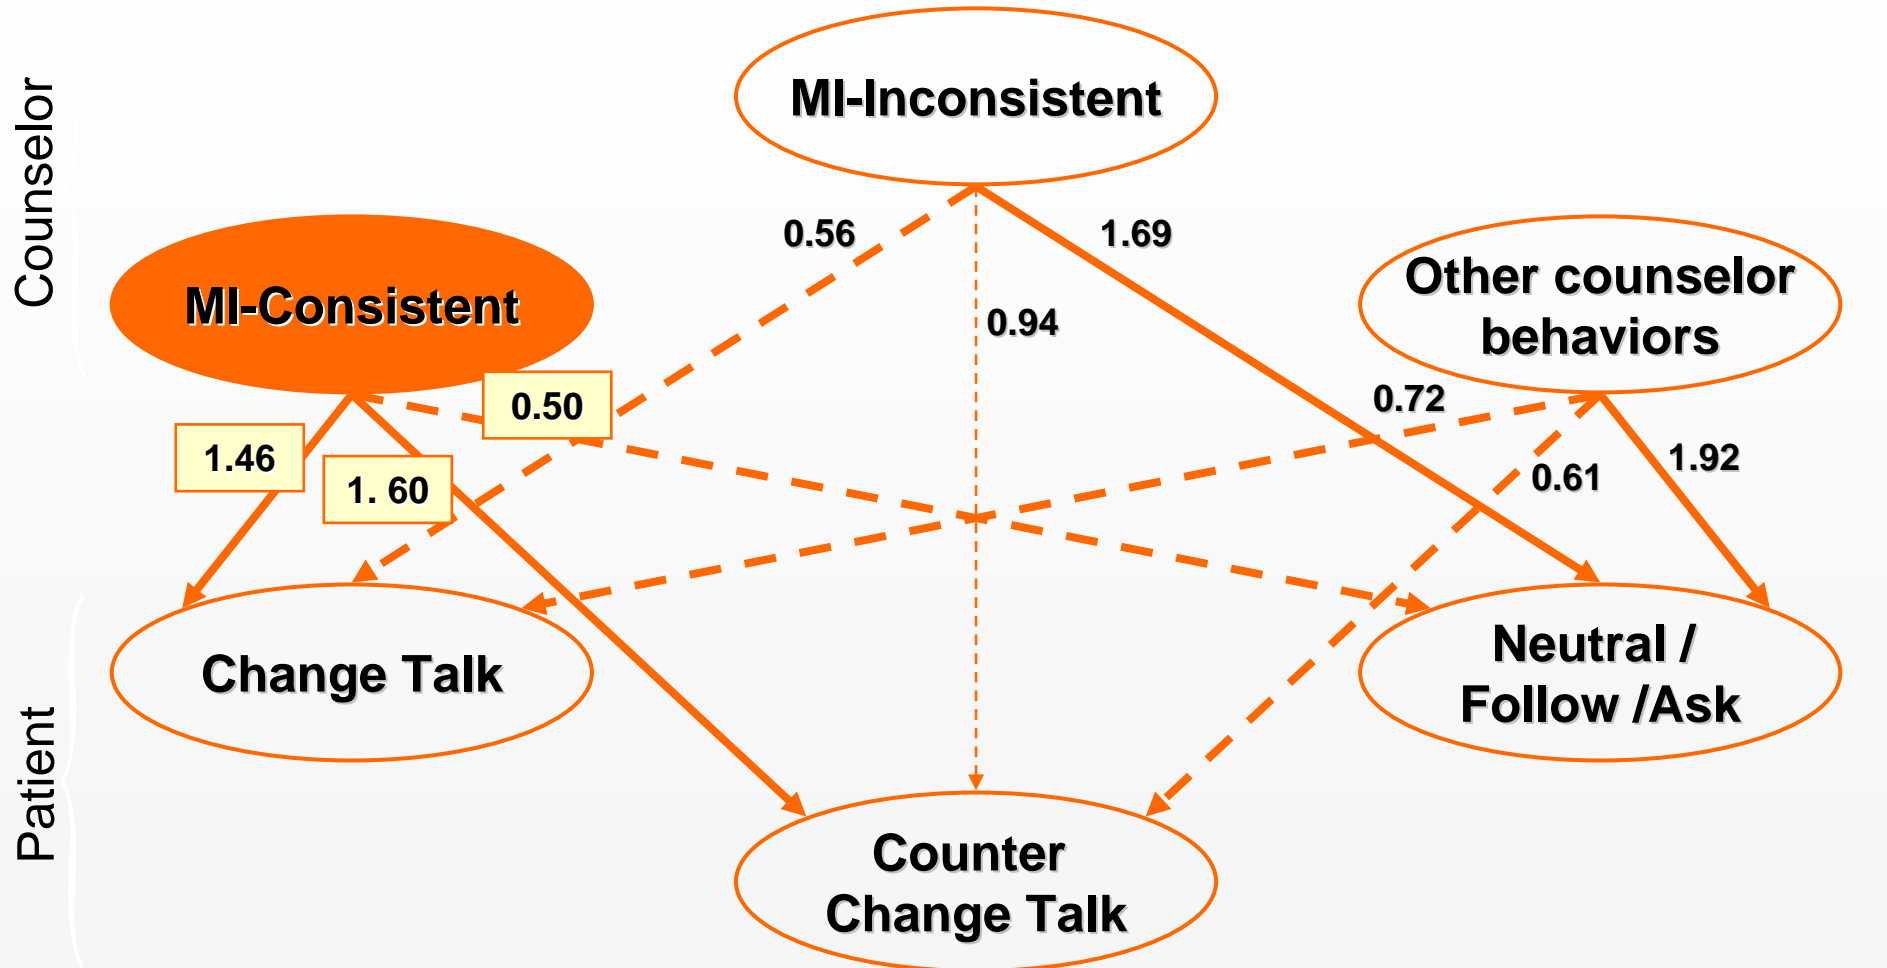 Counselor
MI-Inconsistent
MI-Consistent
Other counselor
behaviors
0.56
1.69
0.94
0.50
0.72
1.46
1. 60
0.61
1.92
Patient
Change Talk
Neutral /
Follow /Ask
Counter
Change Talk